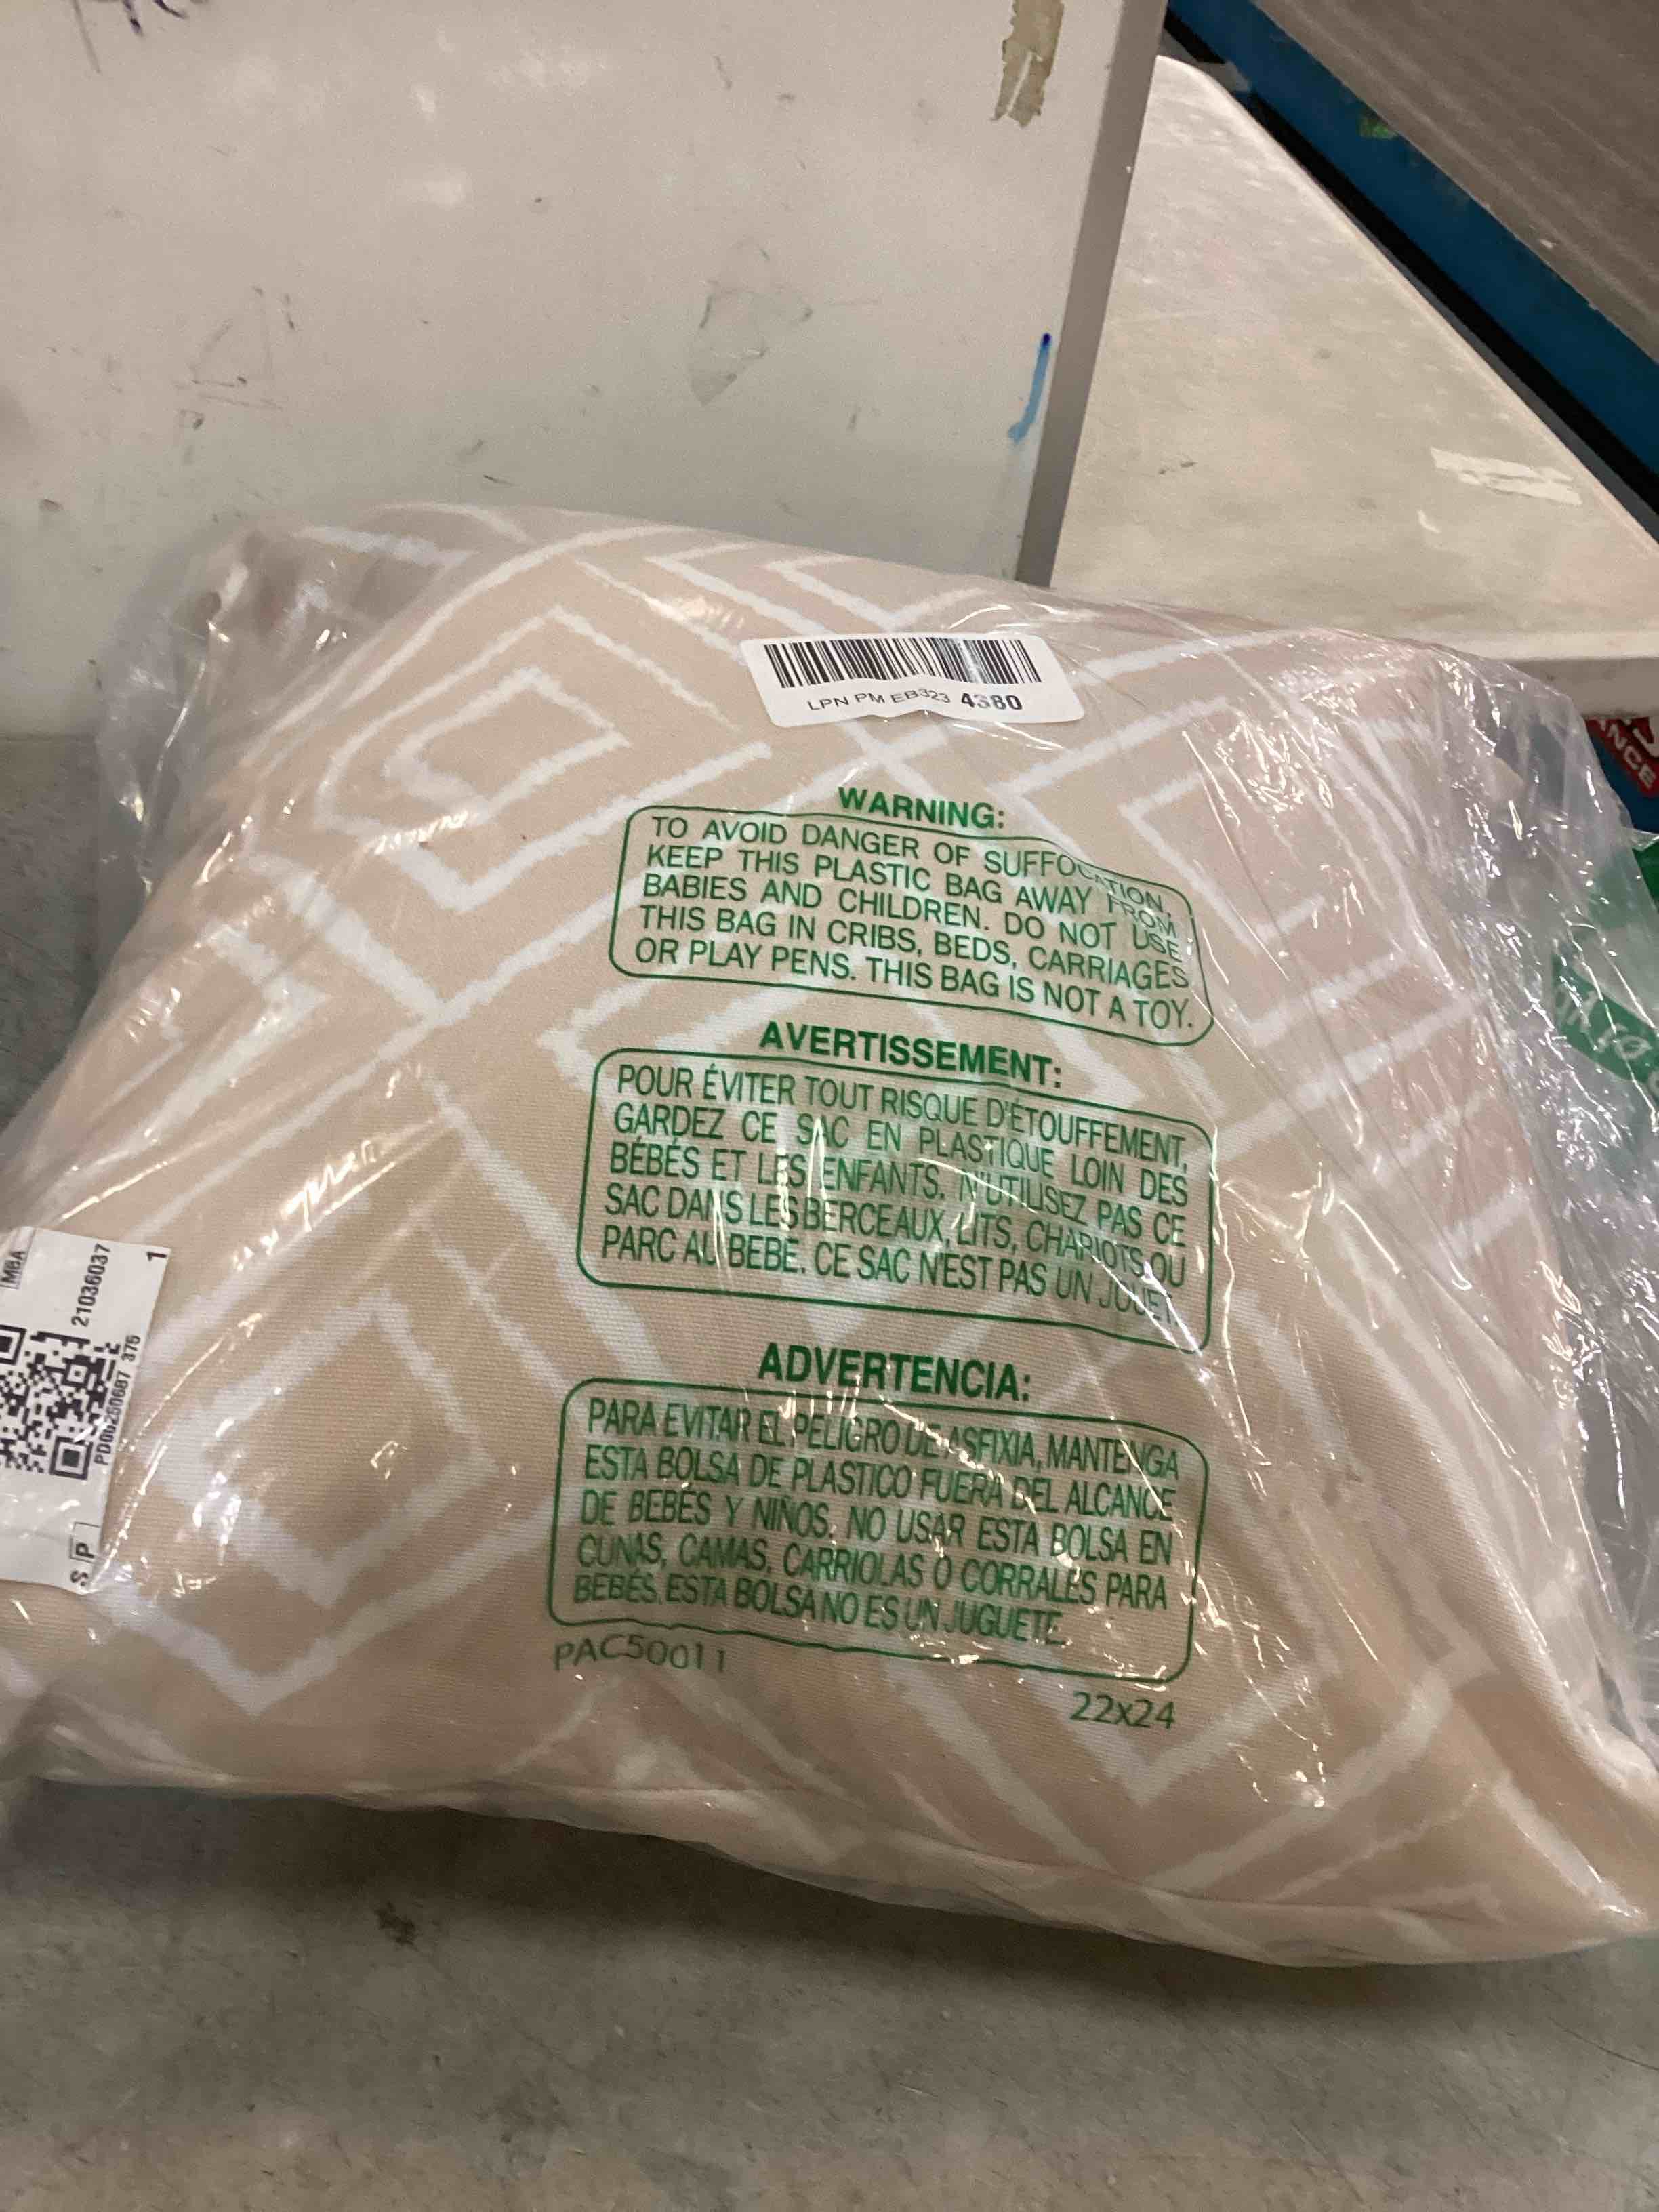 LPN PM EB323 4380
WARNING:
TO AVOID DANGER OF SUFFOCATION,
KEEP THIS PLASTIC BAG AWAY FROM
BABIES AND CHILDREN. DO NOT USE
THIS BAG IN CRIBS, BEDS, CARRIAGES
OR PLAY PENS. THIS BAG IS NOT A TOY.
AVERTISSEMENT:
POUR ÉVITER TOUT RISQUE D'ÉTOUFFEMENT,
GARDEZ CE SAC EN PLASTIQUE LOIN DES
BÉBÉS ET LES ENFANTS. N'UTILISEZ PAS CE
SAC DANS LES BERCEAUX, LITS, CHARIOTS OU
PARC AU BEBE. CE SAC N'EST PAS UN JOUET
ADVERTENCIA:
PARA EVITAR EL PELIGRO DE ASFIXIA, MANTENGA
ESTA BOLSA DE PLASTICO FUERA DEL ALCANCE
DE BEBÉS Y NIÑOS. NO USAR ESTA BOLSA EN
CUNAS, CAMAS, CARRIOLAS O CORRALES PARA
BEBÉS. ESTA BOLSA NO ES UN JUGUETE.
PAC50011
22x24
MBA
21036037
1
PD00250687 375
S P
NCE